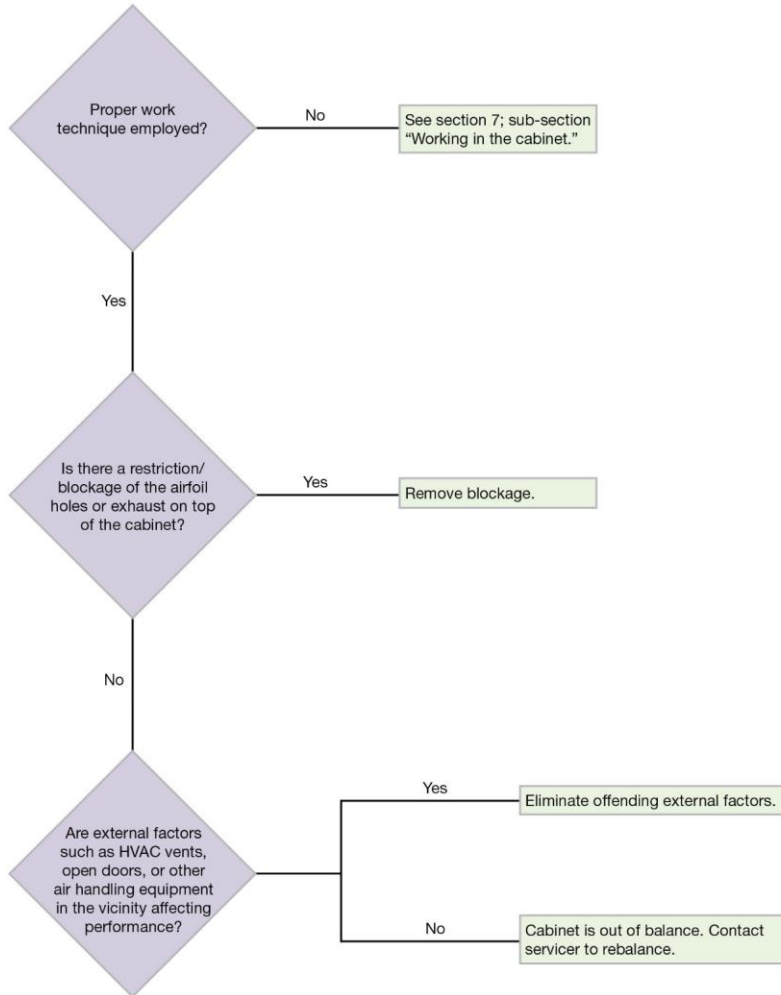 Proper work
technique employed?
No
See section 7; sub-section
“Working in the cabinet.”
Yes
Is there a restriction/
blockage of the airfoil
holes or exhaust on top
of the cabinet?
Yes
Remove blockage.
No
Are external factors
such as HVAC vents,
open doors, or other
air handling equipment
in the vicinity affecting
performance?
Yes
Eliminate offending external factors.
No
Cabinet is out of balance. Contact
servicer to rebalance.